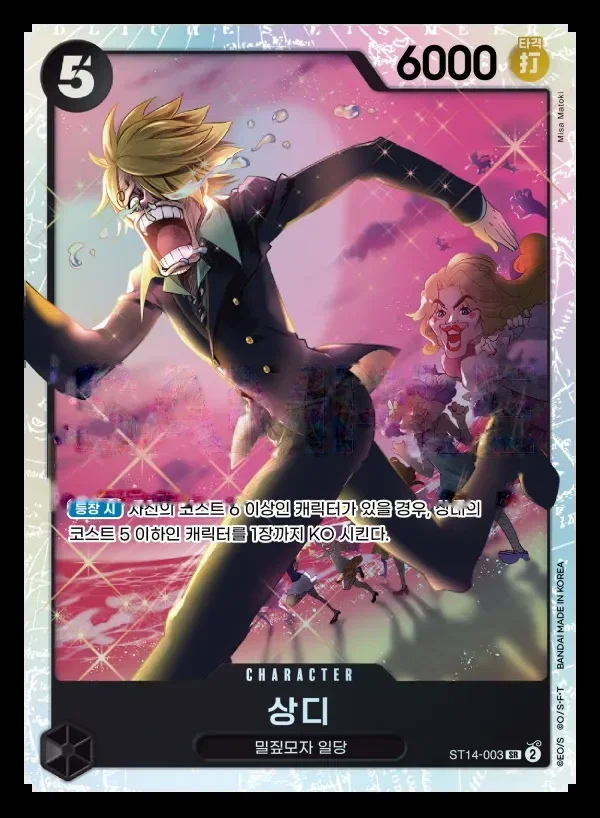 5
6000
타격
打
Misa Matoki
등장 시 자신의 코스트 6 이상인 캐릭터가 있을 경우, 상대의
코스트 5 이하인 캐릭터를 1장까지 KO 시킨다.
CHARACTER
상디
밀짚모자 일당
ST14-003 SR 2
©E.O/S ©O/S·F·T BANDAI MADE IN KOREA